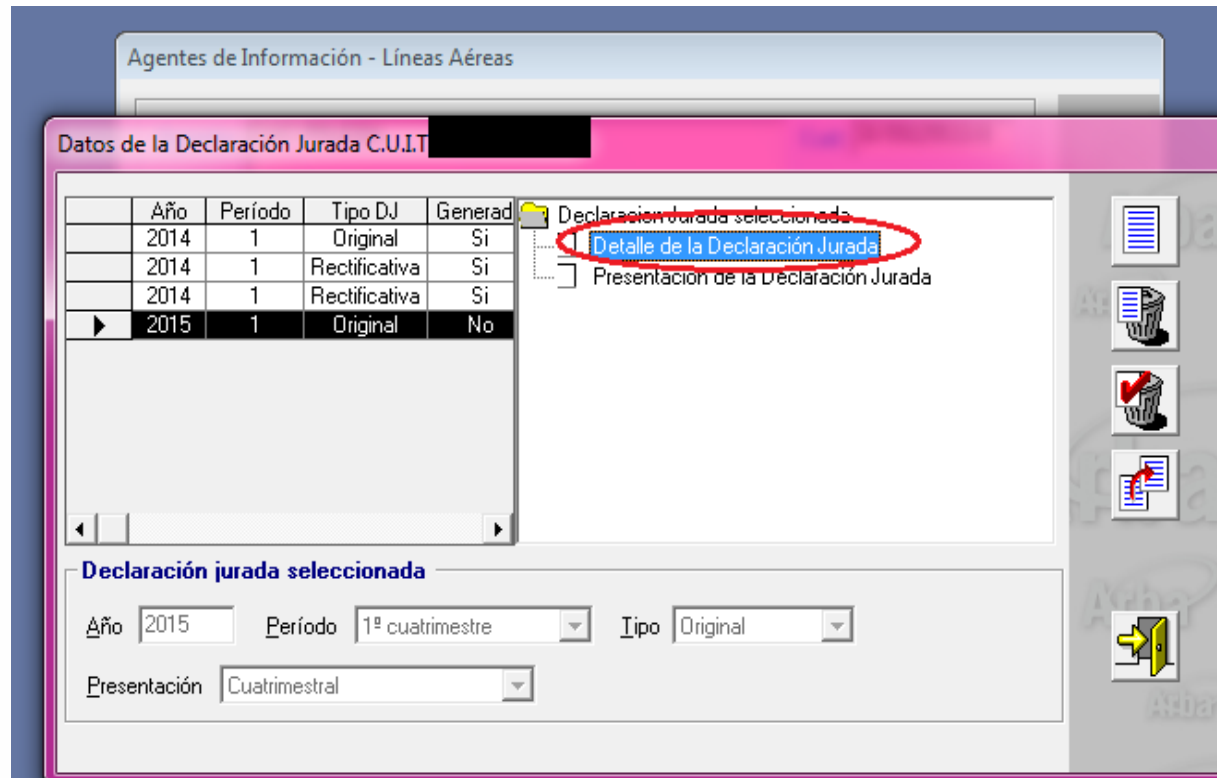 Agentes de Información - Líneas Aéreas
Datos de la Declaración Jurada C.U.I.T
Año Período Tipo DJ Generad
2014 1 Original Si
2014 1 Rectificativa Si
2014 1 Rectificativa Si
2015 1 Original No
Declaracion Jurada seleccionada
Detalle de la Declaración Jurada
Presentacion de la Declaración Jurada
Declaración jurada seleccionada
Año 2015 Período 1º cuatrimestre Tipo Original
Presentación Cuatrimestral
Arba
Arba